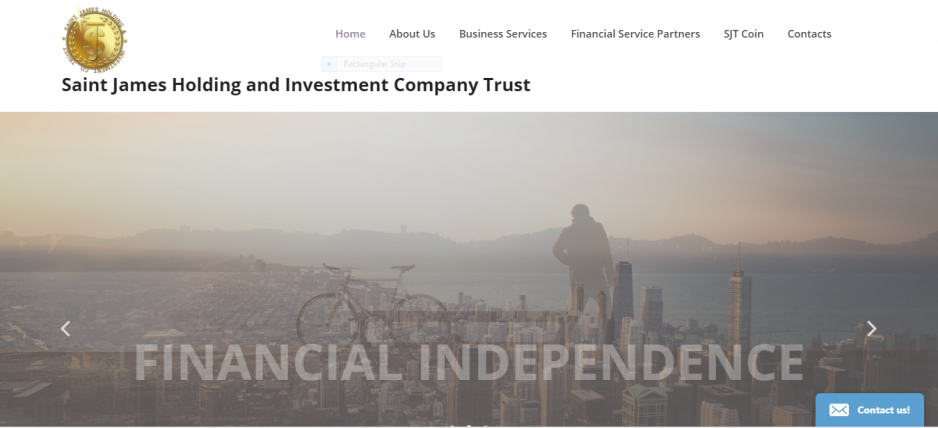 SAINT JAMES HOLDING
Home About Us Business Services Financial Service Partners SJT Coin Contacts
Rectangular Snip
Saint James Holding and Investment Company Trust
FINANCIAL INDEPENDENCE
Contact us!